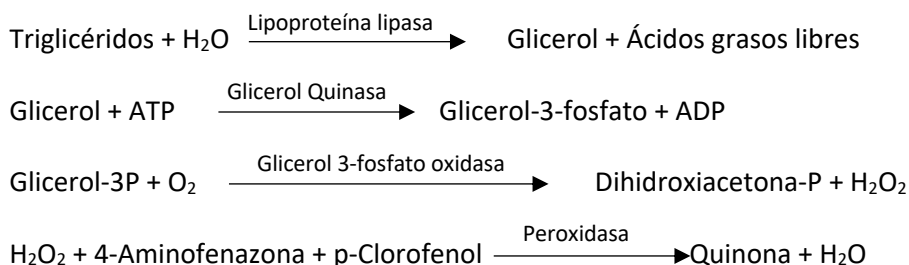 Triglicéridos + H₂O Lipoproteína lipasa Glicerol + Ácidos grasos libres
Glicerol + ATP Glicerol Quinasa Glicerol-3-fosfato + ADP
Glicerol-3P + O₂ Glicerol 3-fosfato oxidasa Dihidroxiacetona-P + H₂O₂
H₂O₂ + 4-Aminofenazona + p-Clorofenol Peroxidasa Quinona + H₂O